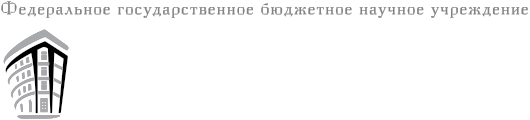 Федеральное государственное бюджетное научное учреждение